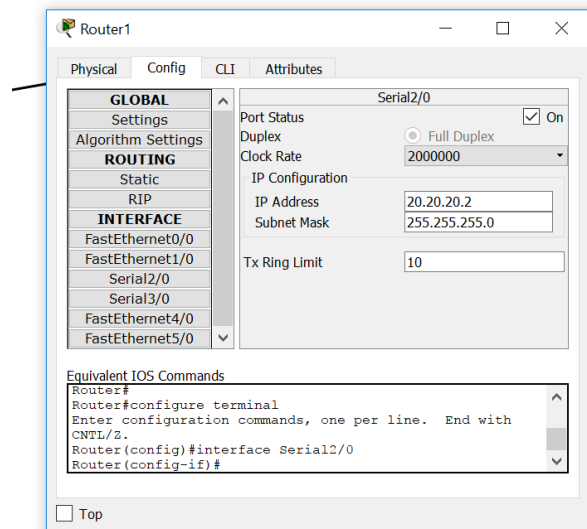 Router1
Physical Config CLI Attributes
GLOBAL
Settings
Algorithm Settings
ROUTING
Static
RIP
INTERFACE
FastEthernet0/0
FastEthernet1/0
Serial2/0
Serial3/0
FastEthernet4/0
FastEthernet5/0
Serial2/0
Port Status On
Duplex Full Duplex
Clock Rate 2000000
IP Configuration
IP Address 20.20.20.2
Subnet Mask 255.255.255.0
Tx Ring Limit 10
Equivalent IOS Commands
Router#
Router#configure terminal
Enter configuration commands, one per line. End with
CNTL/Z.
Router(config)#interface Serial2/0
Router(config-if)#
Top